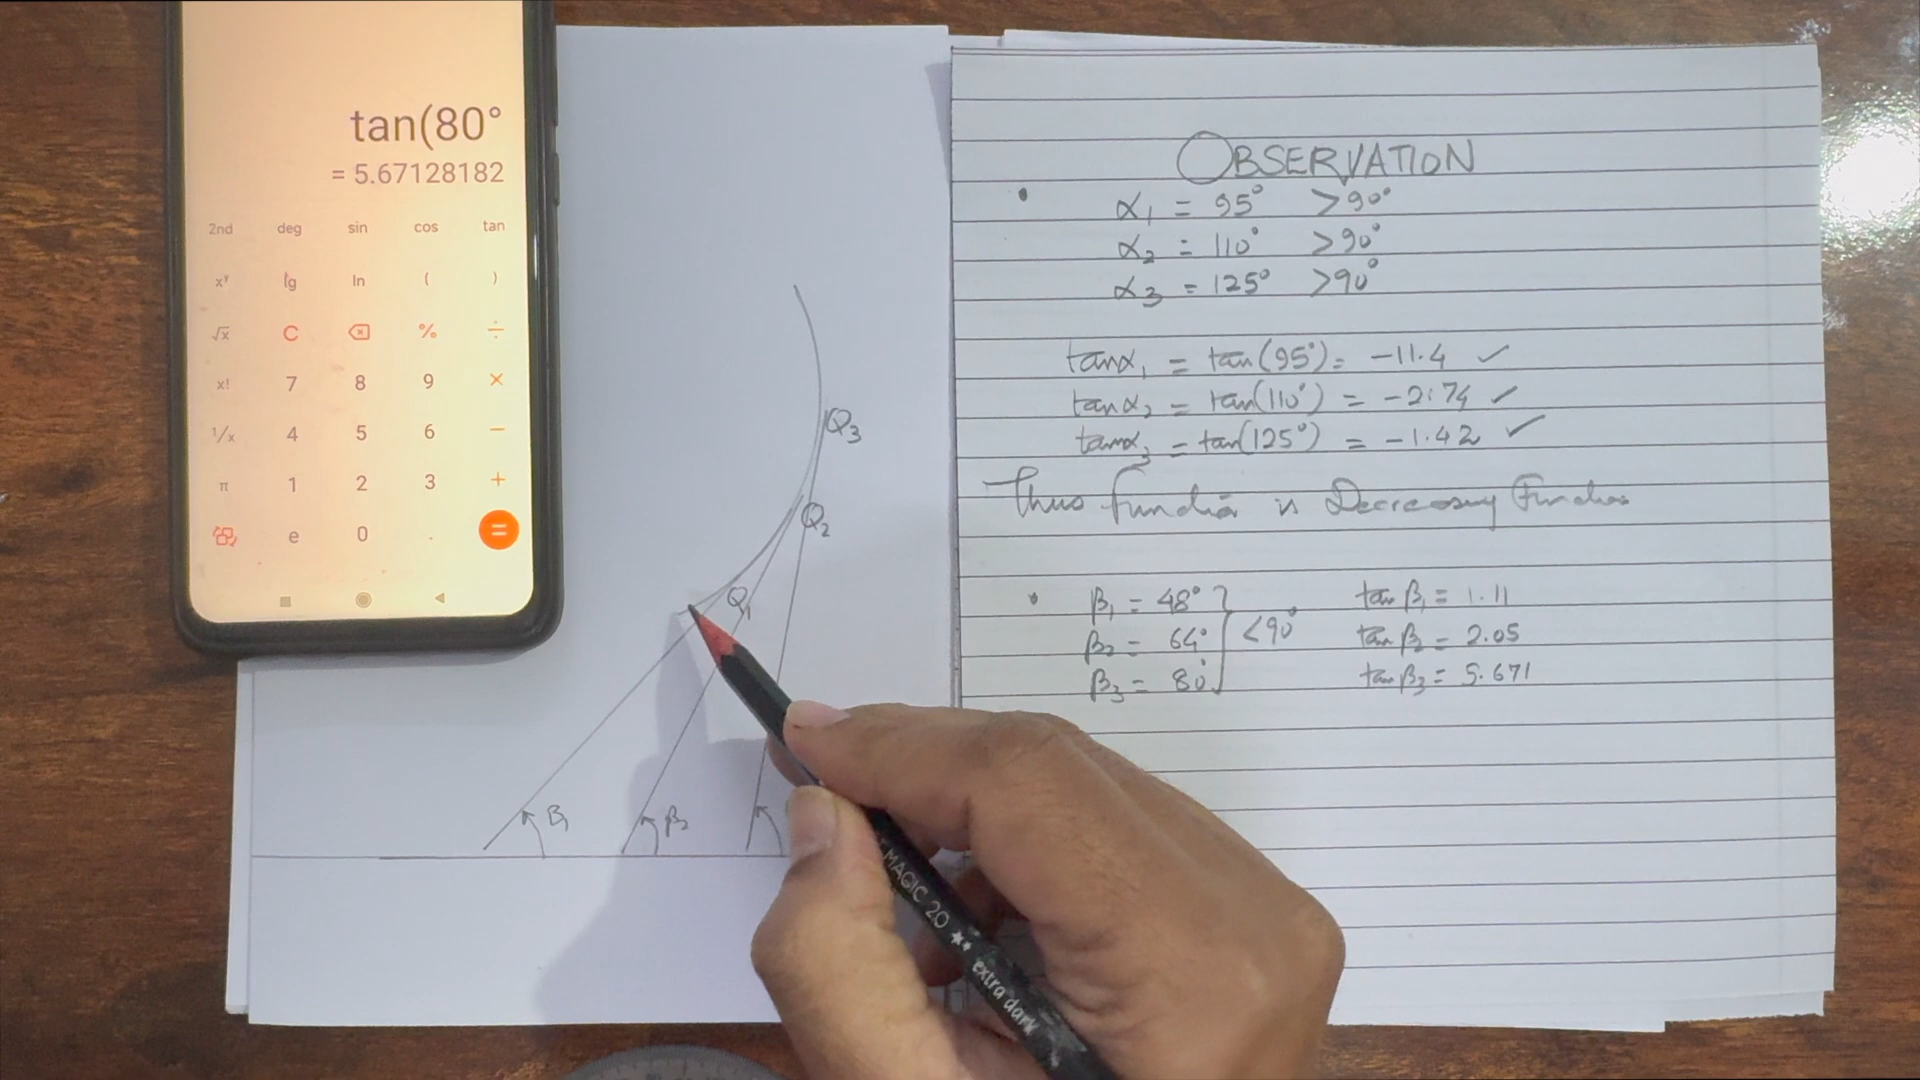 tan(80°
= 5.67128182
2nd deg sin cos tan
xʸ lg ln ( )
√x C % ÷
x! 7 8 9 ×
1/x 4 5 6 −
π 1 2 3 +
e 0 . =
Q₃
Q₂
Q₁
β₁ β₂
EMAGIC 20 ★★ extra dark
OBSERVATION
α₁ = 95° >90°
α₂ = 110° >90°
α₃ = 125° >90°
tanα₁ = tan(95°) = -11.4 ✓
tanα₂ = tan(110°) = -2.74 ✓
tanα₃ = tan(125°) = -1.42 ✓
Thus Function is Decreasing Function
β₁ = 48° } <90° tan β₁ = 1.11
β₂ = 64° tan β₂ = 2.05
β₃ = 80° tan β₃ = 5.671